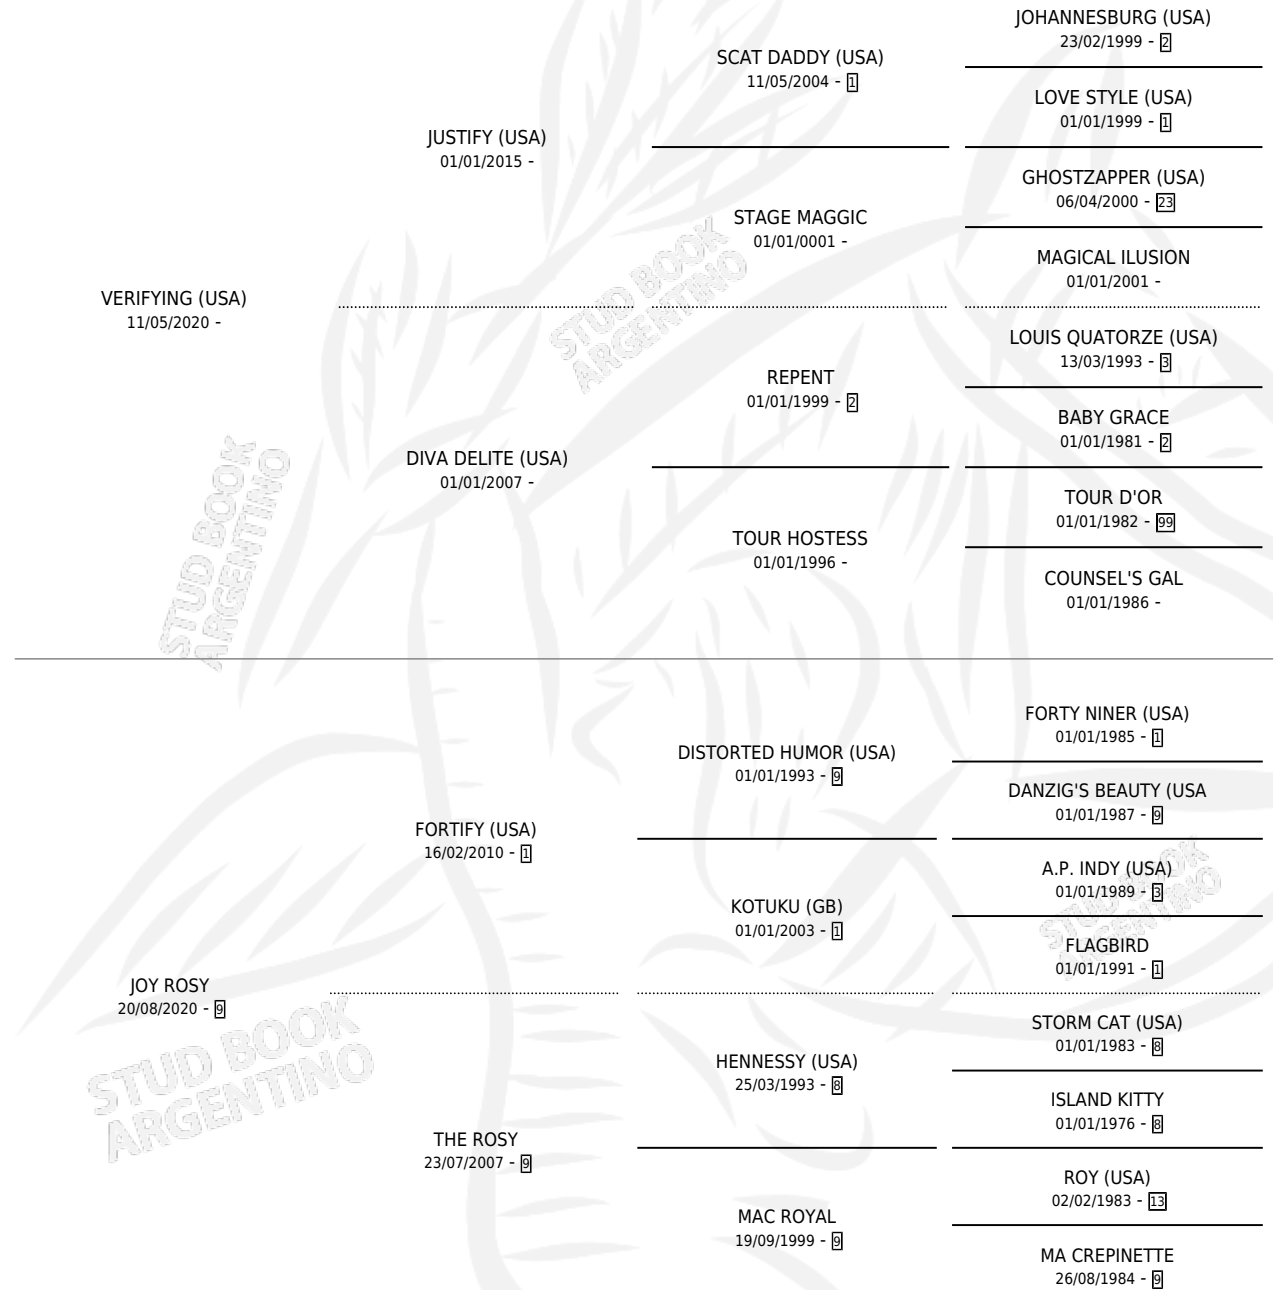 JOHANNESBURG (USA)
23/02/1999 - 2
SCAT DADDY (USA)
11/05/2004 - 1
LOVE STYLE (USA)
01/01/1999 - 1
JUSTIFY (USA)
01/01/2015 -
GHOSTZAPPER (USA)
06/04/2000 - 23
STAGE MAGGIC
01/01/0001 -
MAGICAL ILUSION
01/01/2001 -
VERIFYING (USA)
11/05/2020 -
LOUIS QUATORZE (USA)
13/03/1993 - 3
REPENT
01/01/1999 - 2
BABY GRACE
01/01/1981 - 2
DIVA DELITE (USA)
01/01/2007 -
TOUR D'OR
01/01/1982 - 99
TOUR HOSTESS
01/01/1996 -
COUNSEL'S GAL
01/01/1986 -
FORTY NINER (USA)
01/01/1985 - 1
DISTORTED HUMOR (USA)
01/01/1993 - 9
DANZIG'S BEAUTY (USA
01/01/1987 - 9
FORTIFY (USA)
16/02/2010 - 1
A.P. INDY (USA)
01/01/1989 - 3
KOTUKU (GB)
01/01/2003 - 1
FLAGBIRD
01/01/1991 - 1
JOY ROSY
20/08/2020 - 9
STORM CAT (USA)
01/01/1983 - 8
HENNESSY (USA)
25/03/1993 - 8
ISLAND KITTY
01/01/1976 - 8
THE ROSY
23/07/2007 - 9
ROY (USA)
02/02/1983 - 13
MAC ROYAL
19/09/1999 - 9
MA CREPINETTE
26/08/1984 - 9
STUD BOOK
ARGENTINO
STUD BOOK
ARGENTINO
STUD BOOK
ARGENTINO
STUD BOOK
ARGENTINO